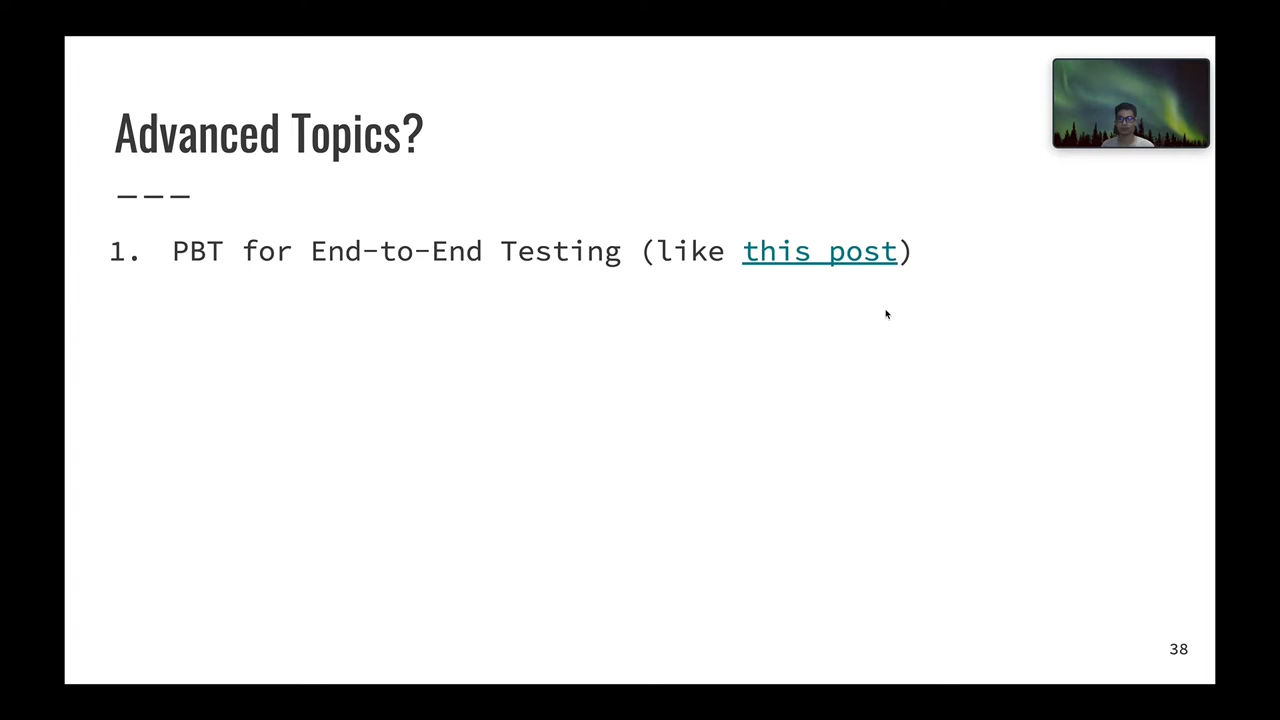 Advanced Topics?
1. PBT for End-to-End Testing (like this post)
38